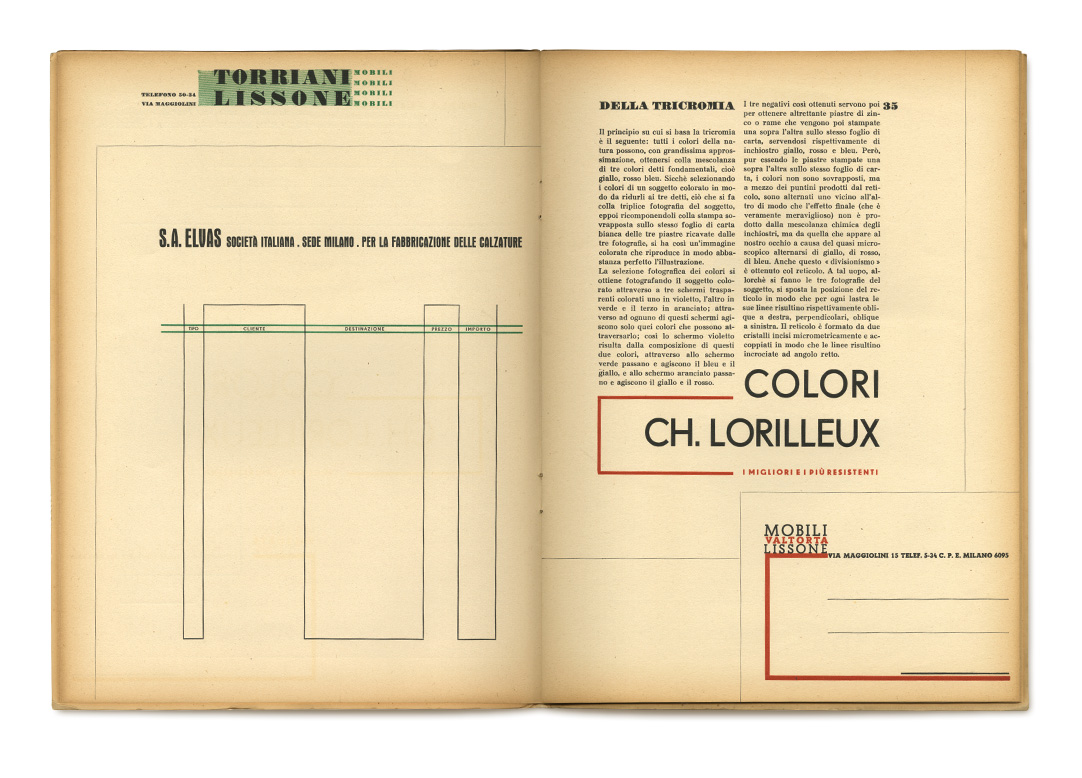 TORRIANI
LISSONE
MOBILI
MOBILI
MOBILI
MOBILI
TELEFONO 50-54
VIA MAGGIOLINI
S.A. ELVAS SOCIETÀ ITALIANA . SEDE MILANO . PER LA FABBRICAZIONE DELLE CALZATURE
TIPO CLIENTE DESTINAZIONE PREZZO IMPORTO
DELLA TRICROMIA
Il principio su cui si basa la tricromia
è il seguente: tutti i colori della na-
tura possono, con grandissima appros-
simazione, ottenersi colla mescolanza
di tre colori detti fondamentali, cioè
giallo, rosso bleu. Sicchè selezionando
i colori di un soggetto colorato in mo-
do da ridurli ai tre detti, ciò che si fa
colla triplice fotografia del soggetto,
eppoi ricomponendoli colla stampa so-
vrapposta sullo stesso foglio di carta
bianca delle tre piastre ricavate dalle
tre fotografie, si ha così un'immagine
colorata che riproduce in modo abba-
stanza perfetto l'illustrazione.
La selezione fotografica dei colori si
ottiene fotografando il soggetto colo-
rato attraverso a tre schermi traspa-
renti colorati uno in violetto, l'altro in
verde e il terzo in aranciato; attra-
verso ad ognuno di questi schermi agi-
scono solo quei colori che possono at-
traversarlo; così lo schermo violetto
risulta dalla composizione di questi
due colori, attraverso allo schermo
verde passano e agiscono il bleu e il
giallo, e allo schermo aranciato passa-
no e agiscono il giallo e il rosso.
I tre negativi così ottenuti servono poi
per ottenere altrettante piastre di zin-
co o rame che vengono poi stampate
una sopra l'altra sullo stesso foglio di
carta, servendosi rispettivamente di
inchiostro giallo, rosso e bleu. Però,
pur essendo le piastre stampate una
sopra l'altra sullo stesso foglio di car-
ta, i colori non sono sovrapposti, ma
a mezzo dei puntini prodotti dal reti-
colo, sono alternati uno vicino all'al-
tro di modo che l'effetto finale (che è
veramente meraviglioso) non è pro-
dotto dalla mescolanza chimica degli
inchiostri, ma da quella che appare al
nostro occhio a causa del quasi micro-
scopico alternarsi di giallo, di rosso,
di bleu. Anche questo « divisionismo »
è ottenuto col reticolo. A tal uopo, al-
lorchè si fanno le tre fotografie del
soggetto, si sposta la posizione del re-
ticolo in modo che per ogni lastra le
sue linee risultino rispettivamente obli-
que a destra, perpendicolari, oblique
a sinistra. Il reticolo è formato da due
cristalli incisi micrometricamente e ac-
coppiati in modo che le linee risultino
incrociate ad angolo retto.
35
COLORI
CH. LORILLEUX
I MIGLIORI E I PIÙ RESISTENTI
MOBILI
VALTORTA
LISSONE
VIA MAGGIOLINI 15 TELEF. 5-34 C. P. E. MILANO 6095